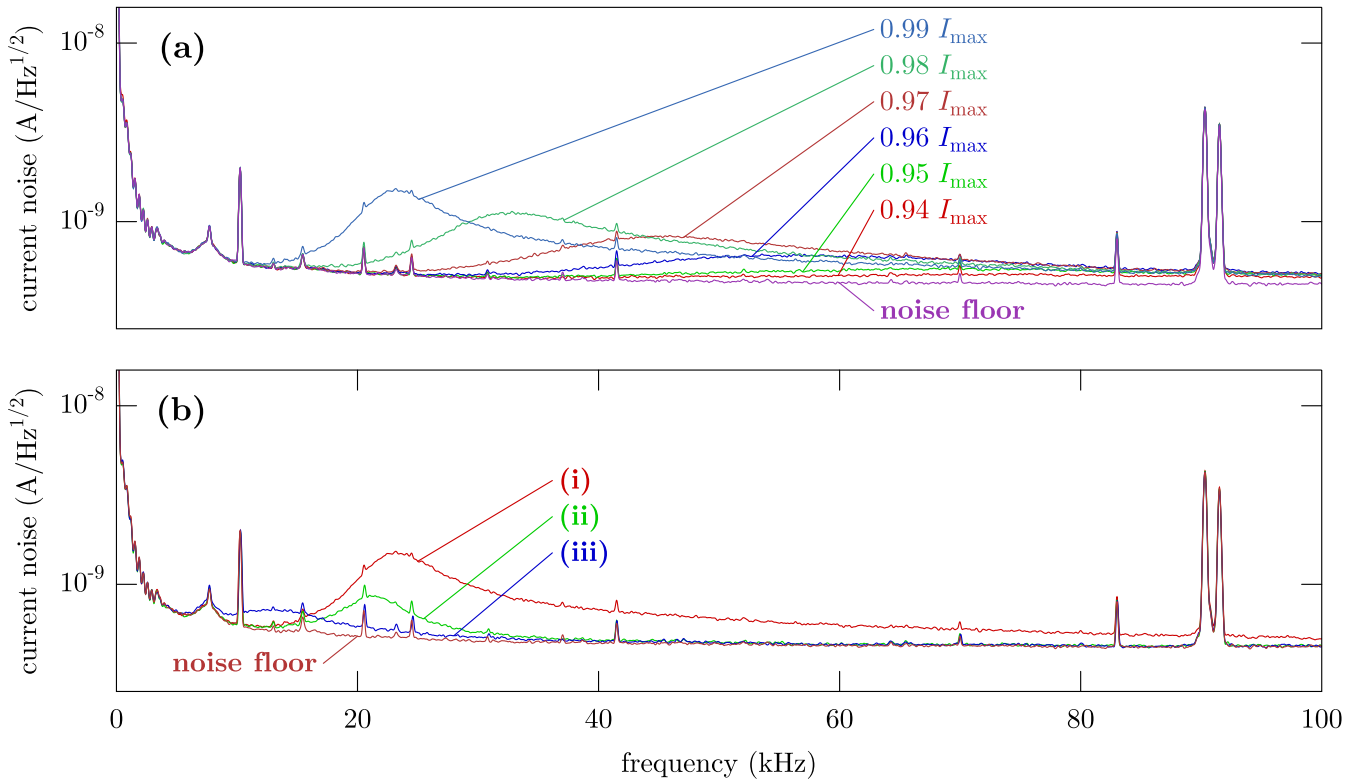 (a)
0.99 I_max
0.98 I_max
0.97 I_max
0.96 I_max
0.95 I_max
0.94 I_max
noise floor
10^-8
10^-9
current noise (A/Hz^1/2)
(b)
(i)
(ii)
(iii)
noise floor
10^-8
10^-9
current noise (A/Hz^1/2)
0 20 40 60 80 100
frequency (kHz)